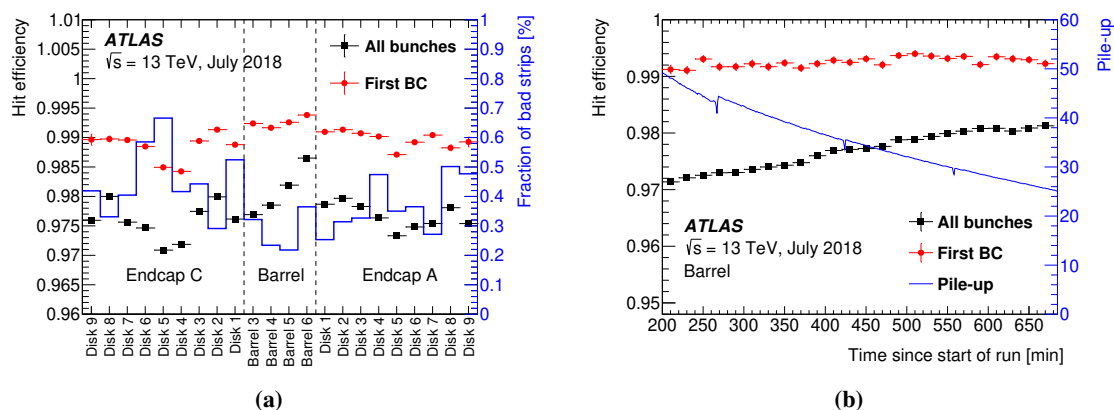 Hit efficiency
1.01
1.005
1
0.995
0.99
0.985
0.98
0.975
0.97
0.965
0.96
ATLAS
√s = 13 TeV, July 2018
All bunches
First BC
Endcap C
Barrel
Endcap A
Disk 9
Disk 8
Disk 7
Disk 6
Disk 5
Disk 4
Disk 3
Disk 2
Disk 1
Barrel 3
Barrel 4
Barrel 5
Barrel 6
Disk 1
Disk 2
Disk 3
Disk 4
Disk 5
Disk 6
Disk 7
Disk 8
Disk 9
1
0.9
0.8
0.7
0.6
0.5
0.4
0.3
0.2
0.1
0
Fraction of bad strips [%]
(a)
Hit efficiency
1
0.99
0.98
0.97
0.96
0.95
ATLAS
√s = 13 TeV, July 2018
Barrel
All bunches
First BC
Pile-up
200 250 300 350 400 450 500 550 600 650
Time since start of run [min]
60
50
40
30
20
10
0
Pile-up
(b)